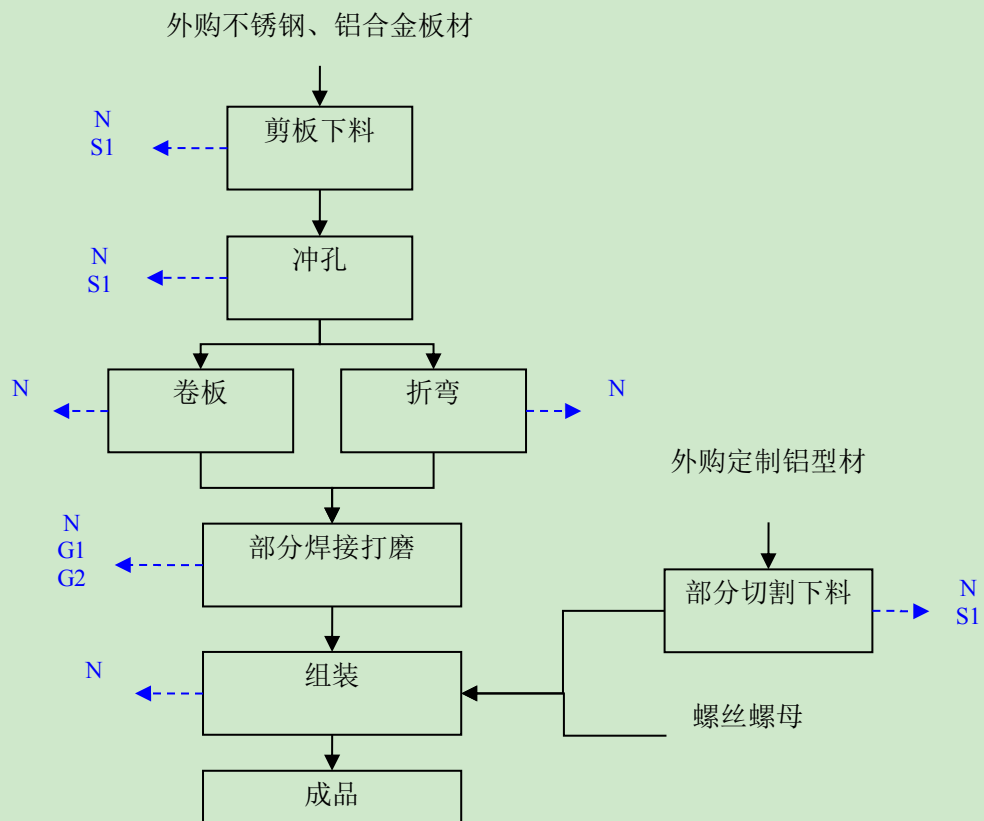 外购不锈钢、铝合金板材
N
S1
剪板下料
N
S1
冲孔
N
卷板
折弯
N
外购定制铝型材
N
G1
G2
部分焊接打磨
部分切割下料
N
S1
N
组装
螺丝螺母
成品